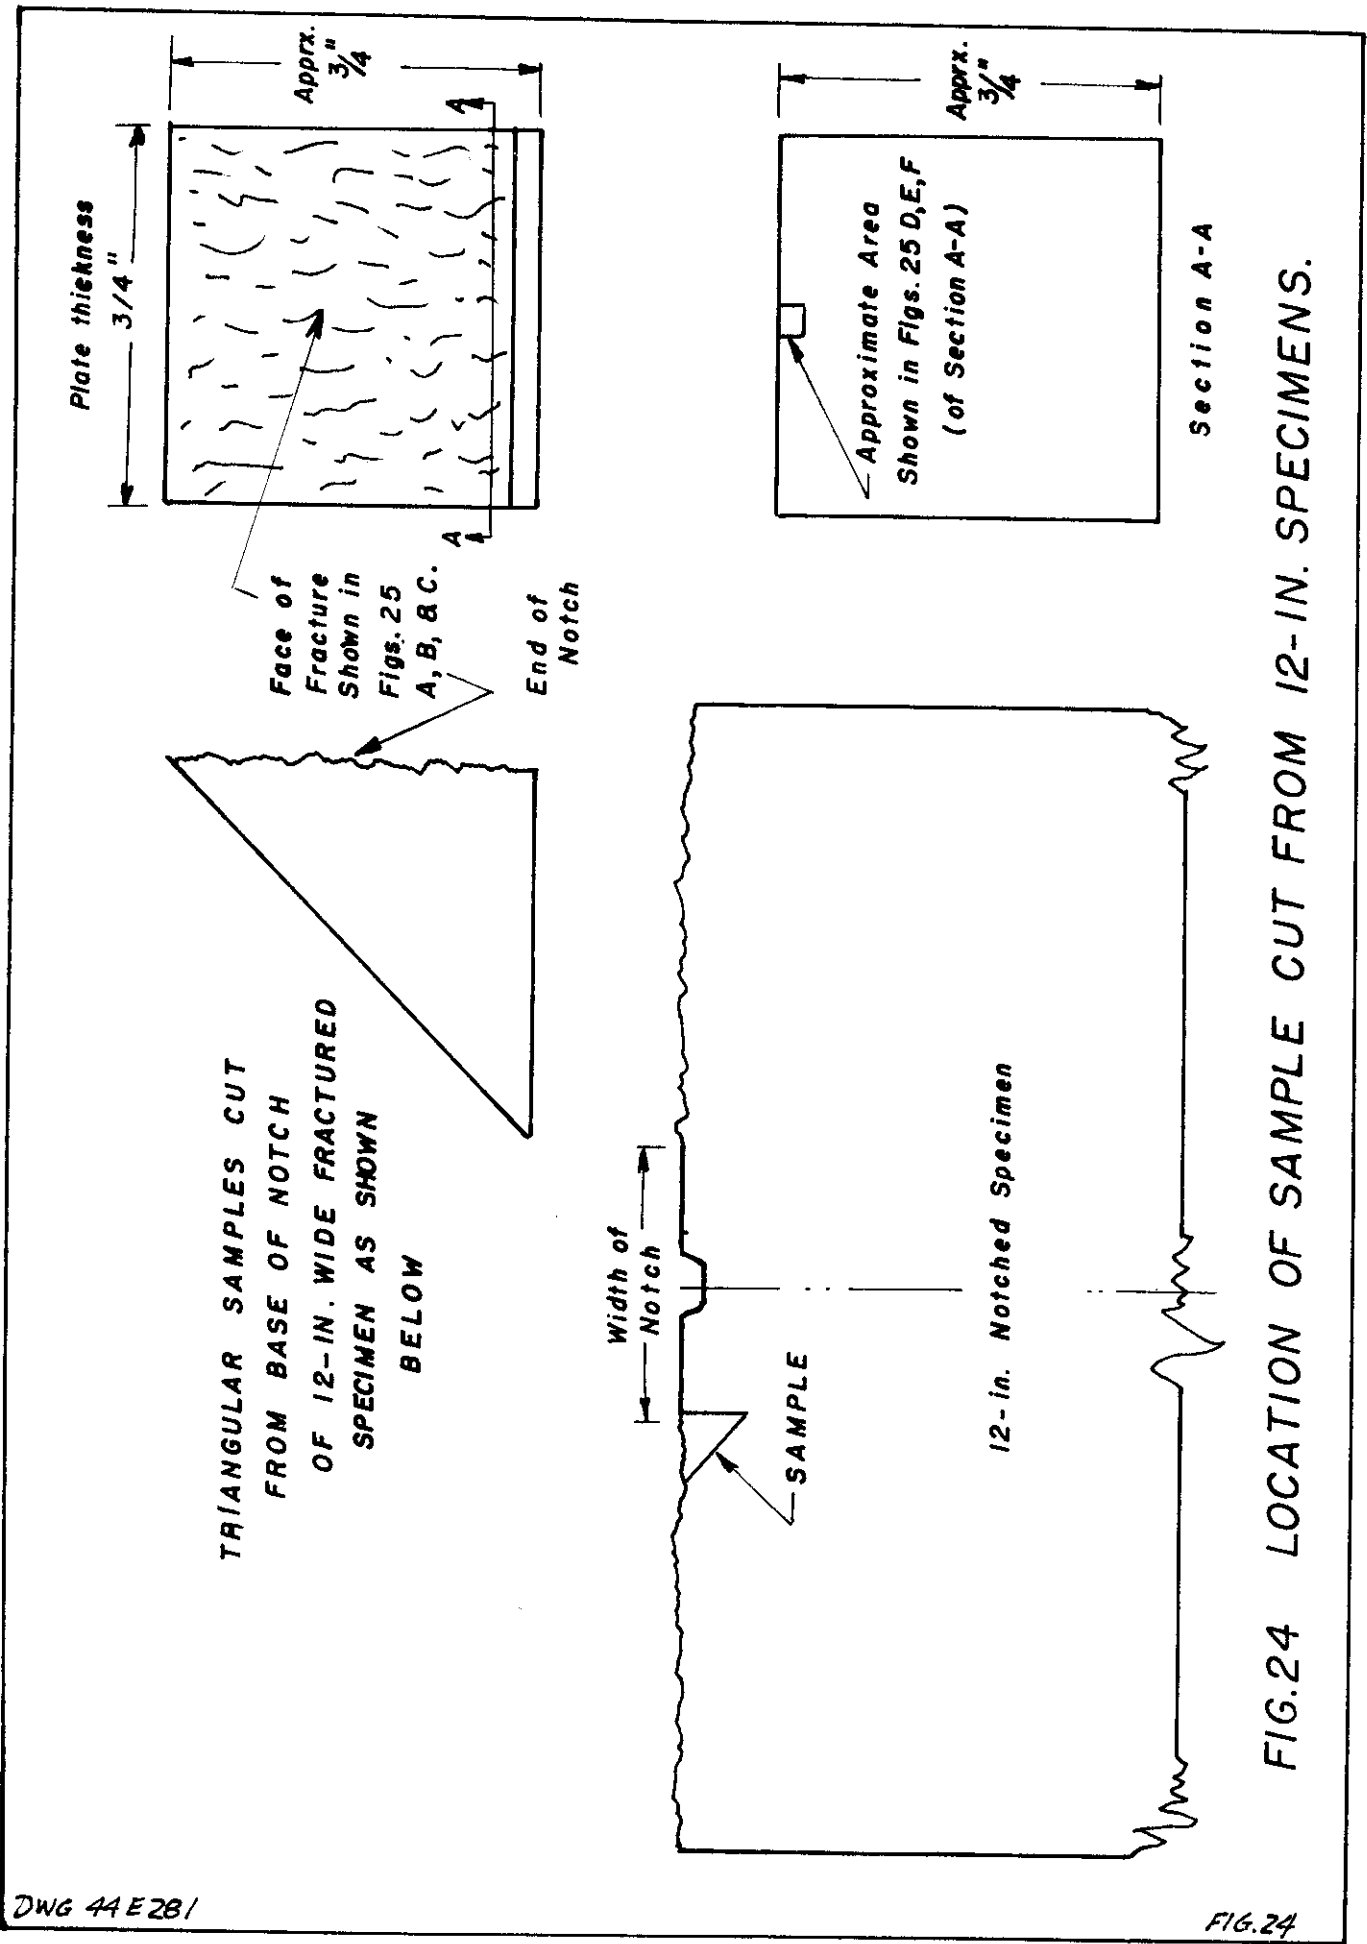 TRIANGULAR SAMPLES CUT
FROM BASE OF NOTCH
OF 12-IN. WIDE FRACTURED
SPECIMEN AS SHOWN
BELOW
Face of
Fracture
Shown in
Figs. 25
A, B, & C.
End of
Notch
Plate thickness
3/4"
Apprx.
3/4"
A
A
Width of
Notch
SAMPLE
12-in. Notched Specimen
Approximate Area
Shown in Figs. 25 D,E,F
(of Section A-A)
Apprx.
3/4"
Section A-A
FIG.24 LOCATION OF SAMPLE CUT FROM 12-IN. SPECIMENS.
DWG 44E281
FIG.24